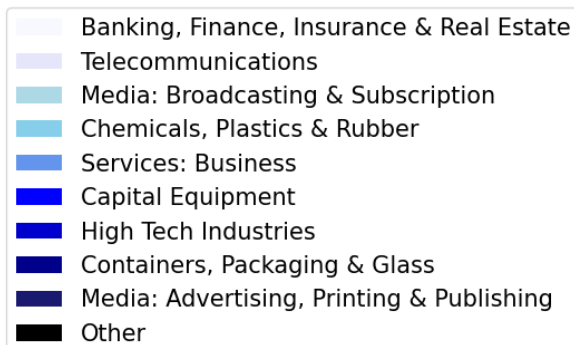 Banking, Finance, Insurance & Real Estate
Telecommunications
Media: Broadcasting & Subscription
Chemicals, Plastics & Rubber
Services: Business
Capital Equipment
High Tech Industries
Containers, Packaging & Glass
Media: Advertising, Printing & Publishing
Other